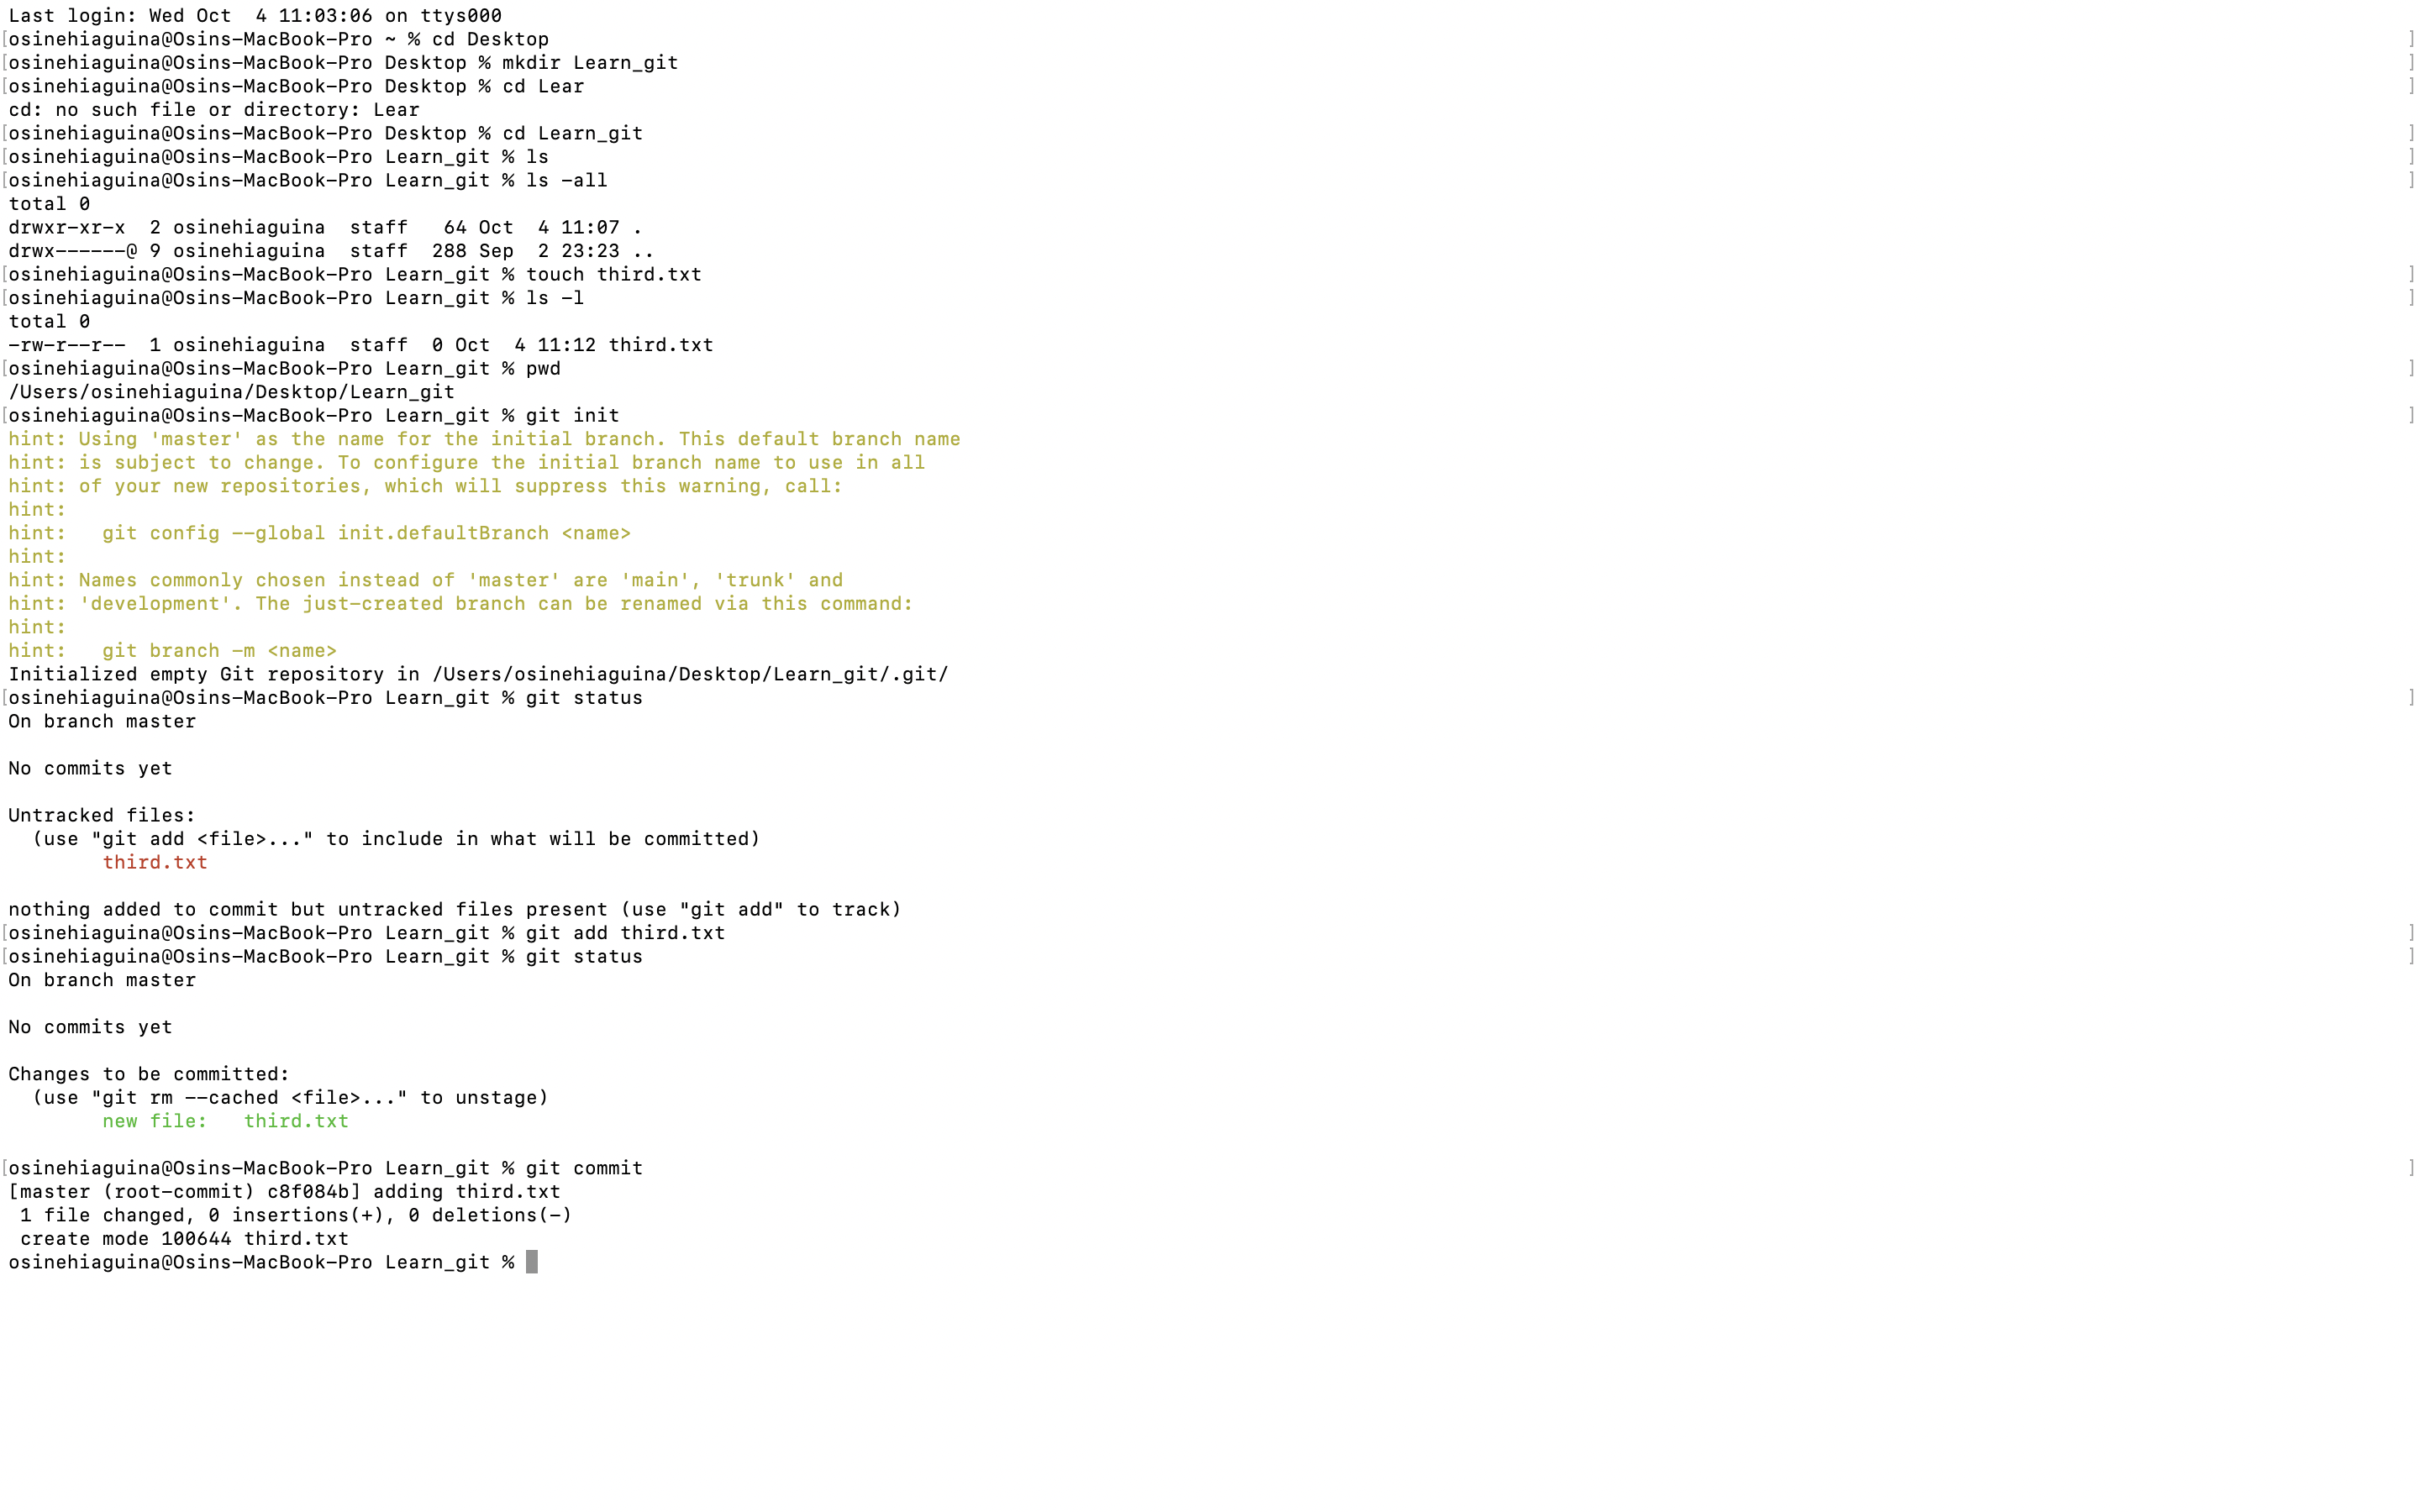 Last login: Wed Oct  4 11:03:06 on ttys000
[osinehiaguina@Osins-MacBook-Pro ~ % cd Desktop ]
[osinehiaguina@Osins-MacBook-Pro Desktop % mkdir Learn_git ]
[osinehiaguina@Osins-MacBook-Pro Desktop % cd Lear ]
cd: no such file or directory: Lear
[osinehiaguina@Osins-MacBook-Pro Desktop % cd Learn_git ]
[osinehiaguina@Osins-MacBook-Pro Learn_git % ls ]
[osinehiaguina@Osins-MacBook-Pro Learn_git % ls -all ]
total 0
drwxr-xr-x  2 osinehiaguina  staff   64 Oct  4 11:07 .
drwx------@ 9 osinehiaguina  staff  288 Sep  2 23:23 ..
[osinehiaguina@Osins-MacBook-Pro Learn_git % touch third.txt ]
[osinehiaguina@Osins-MacBook-Pro Learn_git % ls -l ]
total 0
-rw-r--r--  1 osinehiaguina  staff  0 Oct  4 11:12 third.txt
[osinehiaguina@Osins-MacBook-Pro Learn_git % pwd ]
/Users/osinehiaguina/Desktop/Learn_git
[osinehiaguina@Osins-MacBook-Pro Learn_git % git init ]
hint: Using 'master' as the name for the initial branch. This default branch name
hint: is subject to change. To configure the initial branch name to use in all
hint: of your new repositories, which will suppress this warning, call:
hint:
hint:   git config --global init.defaultBranch <name>
hint:
hint: Names commonly chosen instead of 'master' are 'main', 'trunk' and
hint: 'development'. The just-created branch can be renamed via this command:
hint:
hint:   git branch -m <name>
Initialized empty Git repository in /Users/osinehiaguina/Desktop/Learn_git/.git/
[osinehiaguina@Osins-MacBook-Pro Learn_git % git status ]
On branch master

No commits yet

Untracked files:
  (use "git add <file>..." to include in what will be committed)
        third.txt

nothing added to commit but untracked files present (use "git add" to track)
[osinehiaguina@Osins-MacBook-Pro Learn_git % git add third.txt ]
[osinehiaguina@Osins-MacBook-Pro Learn_git % git status ]
On branch master

No commits yet

Changes to be committed:
  (use "git rm --cached <file>..." to unstage)
        new file:   third.txt

[osinehiaguina@Osins-MacBook-Pro Learn_git % git commit ]
[master (root-commit) c8f084b] adding third.txt
 1 file changed, 0 insertions(+), 0 deletions(-)
 create mode 100644 third.txt
osinehiaguina@Osins-MacBook-Pro Learn_git %